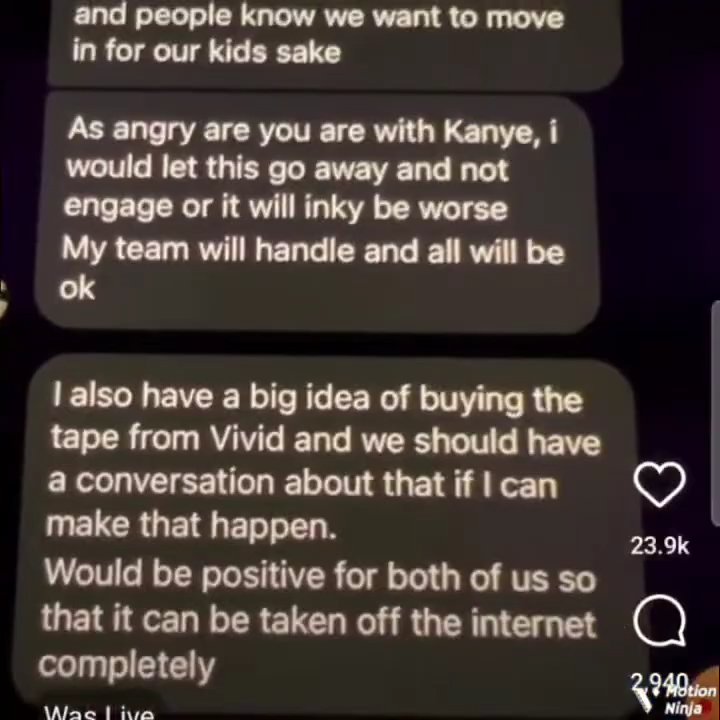 and people know we want to move
in for our kids sake
As angry are you are with Kanye, i
would let this go away and not
engage or it will inky be worse
My team will handle and all will be
ok
I also have a big idea of buying the
tape from Vivid and we should have
a conversation about that if I can
make that happen.
Would be positive for both of us so
that it can be taken off the internet
completely
23.9k
2,940
Motion
Ninja
Was Live